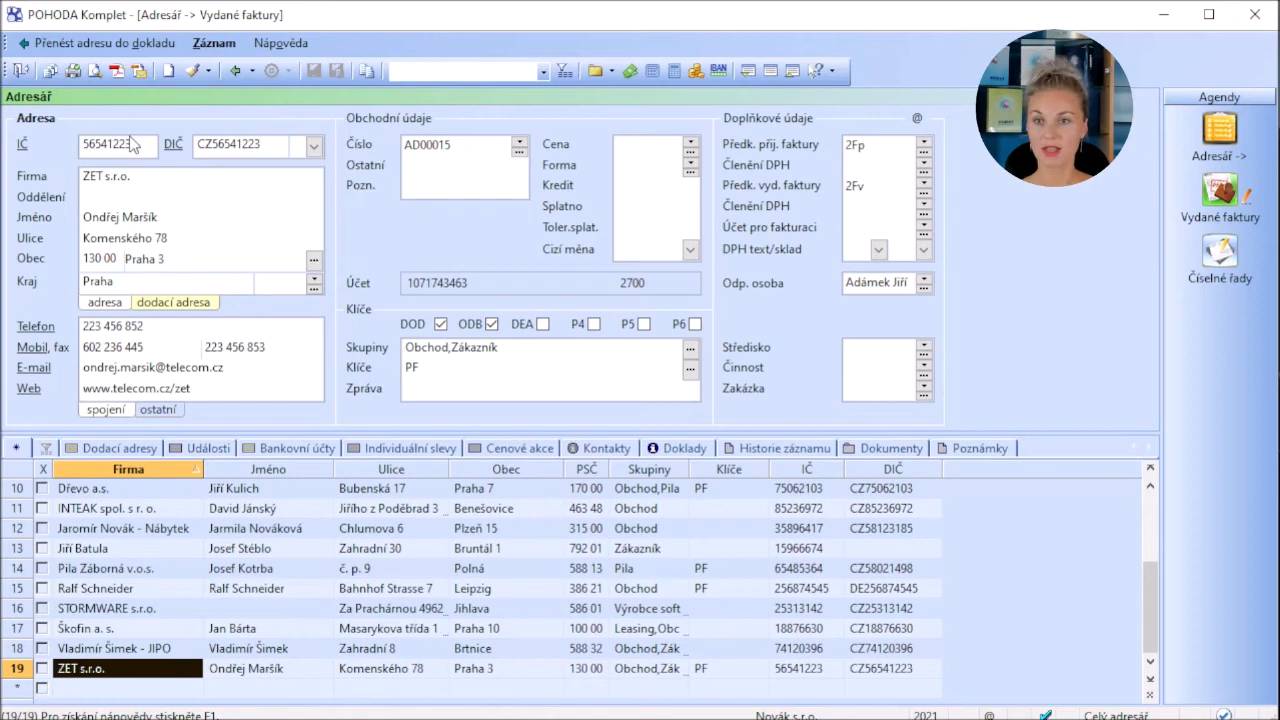 POHODA Komplet - [Adresář -> Vydané faktury]
Přenést adresu do dokladu Záznam Nápověda
Adresář
Agendy
Adresář ->
Vydané faktury
Číselné řady
Adresa
IČ 56541223 DIČ CZ56541223
Firma ZET s.r.o.
Oddělení
Jméno Ondřej Maršík
Ulice Komenského 78
Obec 130 00 Praha 3
Kraj Praha
adresa dodací adresa
Telefon 223 456 852
Mobil, fax 602 236 445 223 456 853
E-mail ondrej.marsik@telecom.cz
Web www.telecom.cz/zet
spojení ostatní
Obchodní údaje
Číslo AD00015 Cena
Ostatní Forma
Pozn. Kredit
Splatno
Toler.splat.
Cizí měna
Účet 1071743463 2700
Klíče
DOD ODB DEA P4 P5 P6
Skupiny Obchod,Zákazník
Klíče PF
Zpráva
Doplňkové údaje @
Předk. přij. faktury 2Fp
Členění DPH
Předk. vyd. faktury 2Fv
Členění DPH
Účet pro fakturaci
DPH text/sklad
Odp. osoba Adámek Jiří
Středisko
Činnost
Zakázka
* Dodací adresy Události Bankovní účty Individuální slevy Cenové akce Kontakty Doklady Historie záznamu Dokumenty Poznámky
X Firma Jméno Ulice Obec PSČ Skupiny Klíče IČ DIČ
10 Dřevo a.s. Jiří Kulich Bubenská 17 Praha 7 170 00 Obchod,Pila PF 75062103 CZ75062103
11 INTEAK spol. s r. o. David Jánský Jiřího z Poděbrad 3 Benešovice 463 48 Obchod 85236972 CZ85236972
12 Jaromír Novák - Nábytek Jarmila Nováková Chlumova 6 Plzeň 15 315 00 Obchod 35896417 CZ58123185
13 Jiří Batula Josef Stéblo Zahradní 30 Bruntál 1 792 01 Zákazník 15966674
14 Pila Záborná v.o.s. Josef Kotrba č. p. 9 Polná 588 13 Pila PF 65485364 CZ58021498
15 Ralf Schneider Ralf Schneider Bahnhof Strasse 7 Leipzig 386 21 Obchod PF 256874545 DE256874545
16 STORMWARE s.r.o. Za Prachárnou 4962 Jihlava 586 01 Výrobce soft 25313142 CZ25313142
17 Škofin a. s. Jan Bárta Masarykova třída 1 Praha 10 100 00 Leasing,Obc 18876630 CZ18876630
18 Vladimír Šimek - JIPO Vladimír Šimek Zahradní 8 Brtnice 588 32 Obchod,Zák 74120396 CZ74120396
19 ZET s.r.o. Ondřej Maršík Komenského 78 Praha 3 130 00 Obchod,Zák PF 56541223 CZ56541223
*
(19/19) Pro získání nápovědy stiskněte F1. Novák s.r.o. 2021 @ Celý adresář